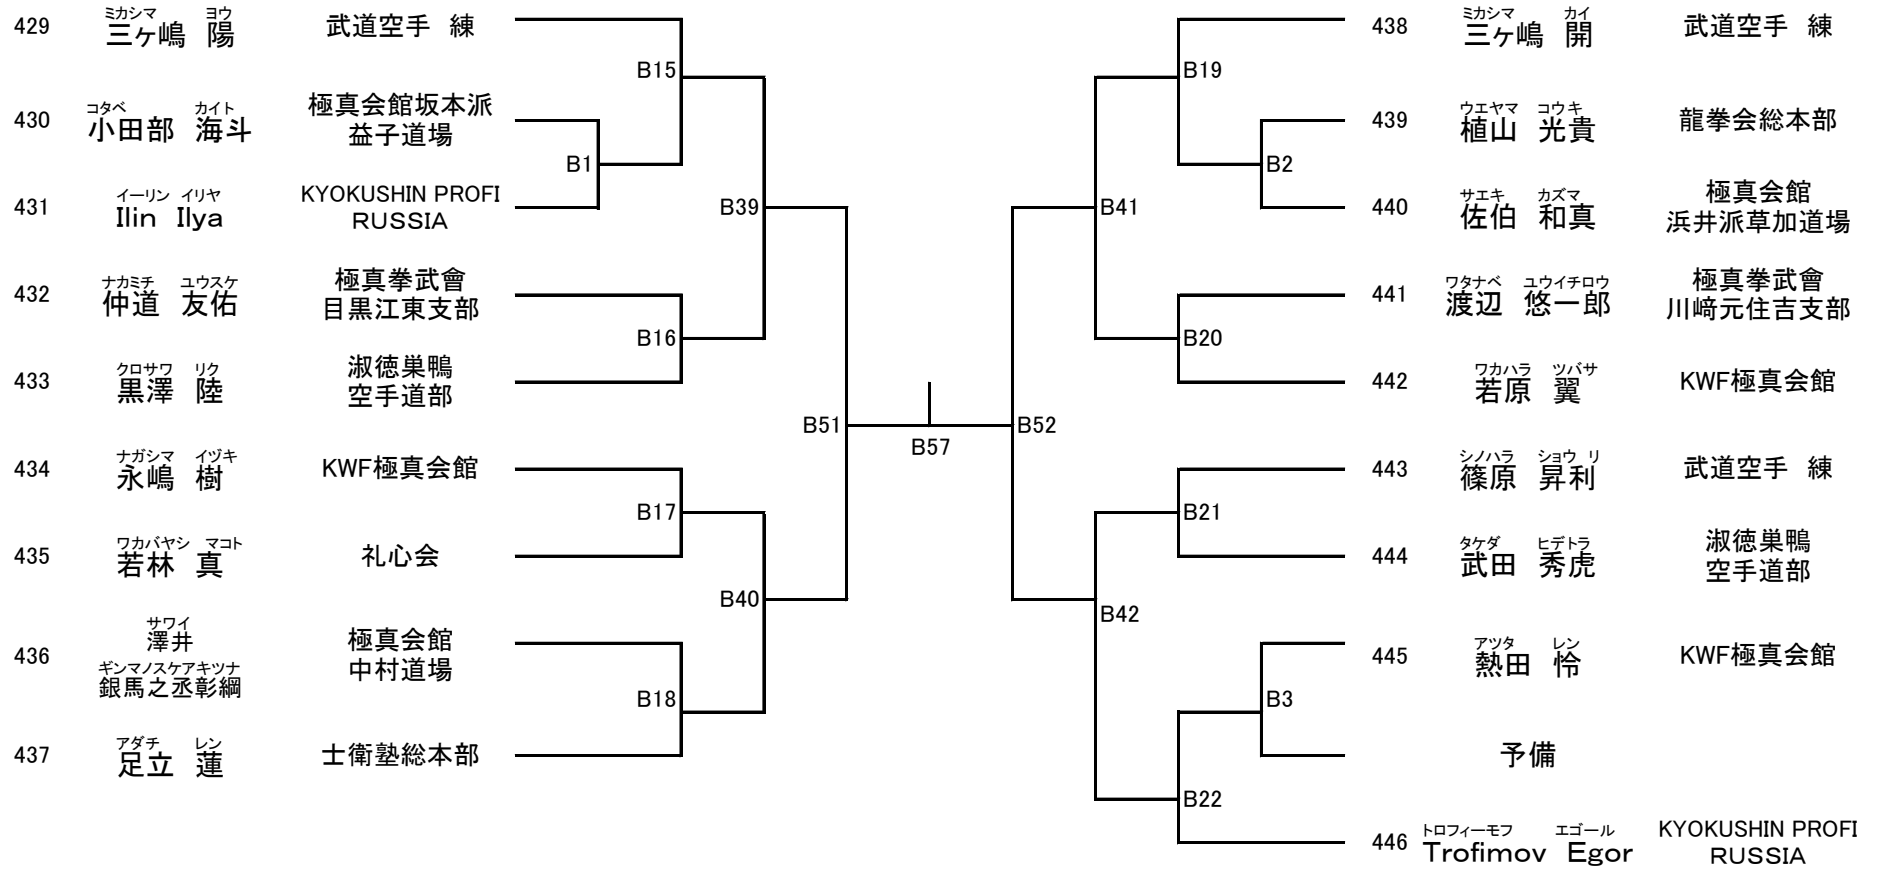 ミカシマ ヨウ
429 三ヶ嶋 陽 武道空手 練
B15
コタベ カイト
430 小田部 海斗 極真会館坂本派
益子道場
B1
イーリン イリヤ
431 Ilin Ilya KYOKUSHIN PROFI
RUSSIA
B39
ナカミチ ユウスケ
432 仲道 友佑 極真拳武會
目黒江東支部
B16
クロサワ リク
433 黒澤 陸 淑徳巣鴨
空手道部
B51
ナガシマ イヅキ
434 永嶋 樹 KWF極真会館
B17
ワカバヤシ マコト
435 若林 真 礼心会
B40
サワイ
澤井
436 極真会館
中村道場
ギンマノスケアキツナ
銀馬之丞彰綱
B18
アダチ レン
437 足立 蓮 士衛塾総本部
B57
ミカシマ カイ
438 三ヶ嶋 開 武道空手 練
B19
ウエヤマ コウキ
439 植山 光貴 龍拳会総本部
B2
サエキ カズマ
440 佐伯 和真 極真会館
浜井派草加道場
B41
ワタナベ ユウイチロウ
441 渡辺 悠一郎 極真拳武會
川﨑元住吉支部
B20
ワカハラ ツバサ
442 若原 翼 KWF極真会館
B52
シノハラ ショウ リ
443 篠原 昇利 武道空手 練
B21
タケダ ヒデトラ
444 武田 秀虎 淑徳巣鴨
空手道部
B42
アツタ レン
445 熱田 怜 KWF極真会館
B3
予備
B22
トロフィーモフ エゴール
446 Trofimov Egor KYOKUSHIN PROFI
RUSSIA